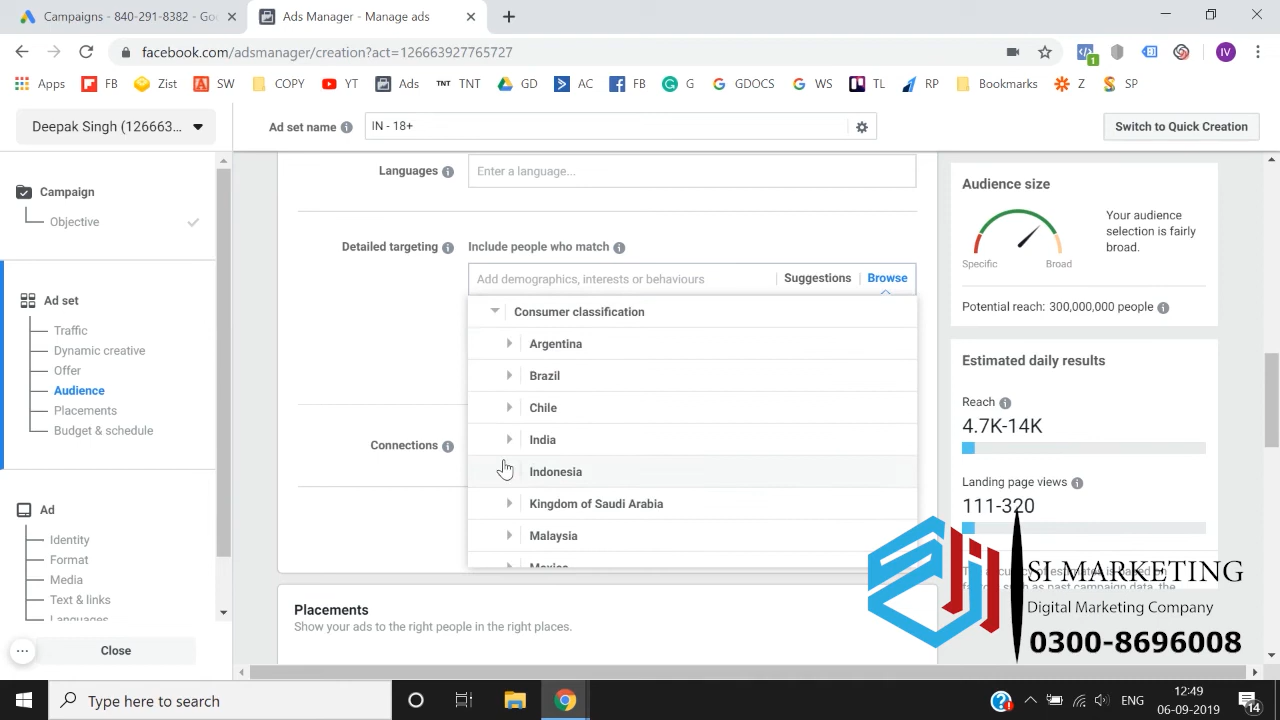 Campaigns - 840-291-8382 - Go
Ads Manager - Manage ads
facebook.com/adsmanager/creation?act=126663927765727
IV
1
Apps
FB
Zist
SW
COPY
YT
Ads
TNT TNT
GD
AC
FB
G
GDOCS
WS
TL
RP
Bookmarks
Z
SP
Deepak Singh (126663...
Ad set name
IN - 18+
Switch to Quick Creation
Campaign
Objective
Ad set
Traffic
Dynamic creative
Offer
Audience
Placements
Budget & schedule
Ad
Identity
Format
Media
Text & links
Languages
Close
Languages
Enter a language...
Detailed targeting
Include people who match
Add demographics, interests or behaviours
Suggestions
Browse
Consumer classification
Argentina
Brazil
Chile
India
Indonesia
Kingdom of Saudi Arabia
Malaysia
Mexico
Connections
Placements
Show your ads to the right people in the right places.
Audience size
Your audience
selection is fairly
broad.
Specific
Broad
Potential reach: 300,000,000 people
Estimated daily results
Reach
4.7K-14K
Landing page views
111-320
SI MARKETING
Digital Marketing Company
0300-8696008
Type here to search
ENG
12:49
06-09-2019
14